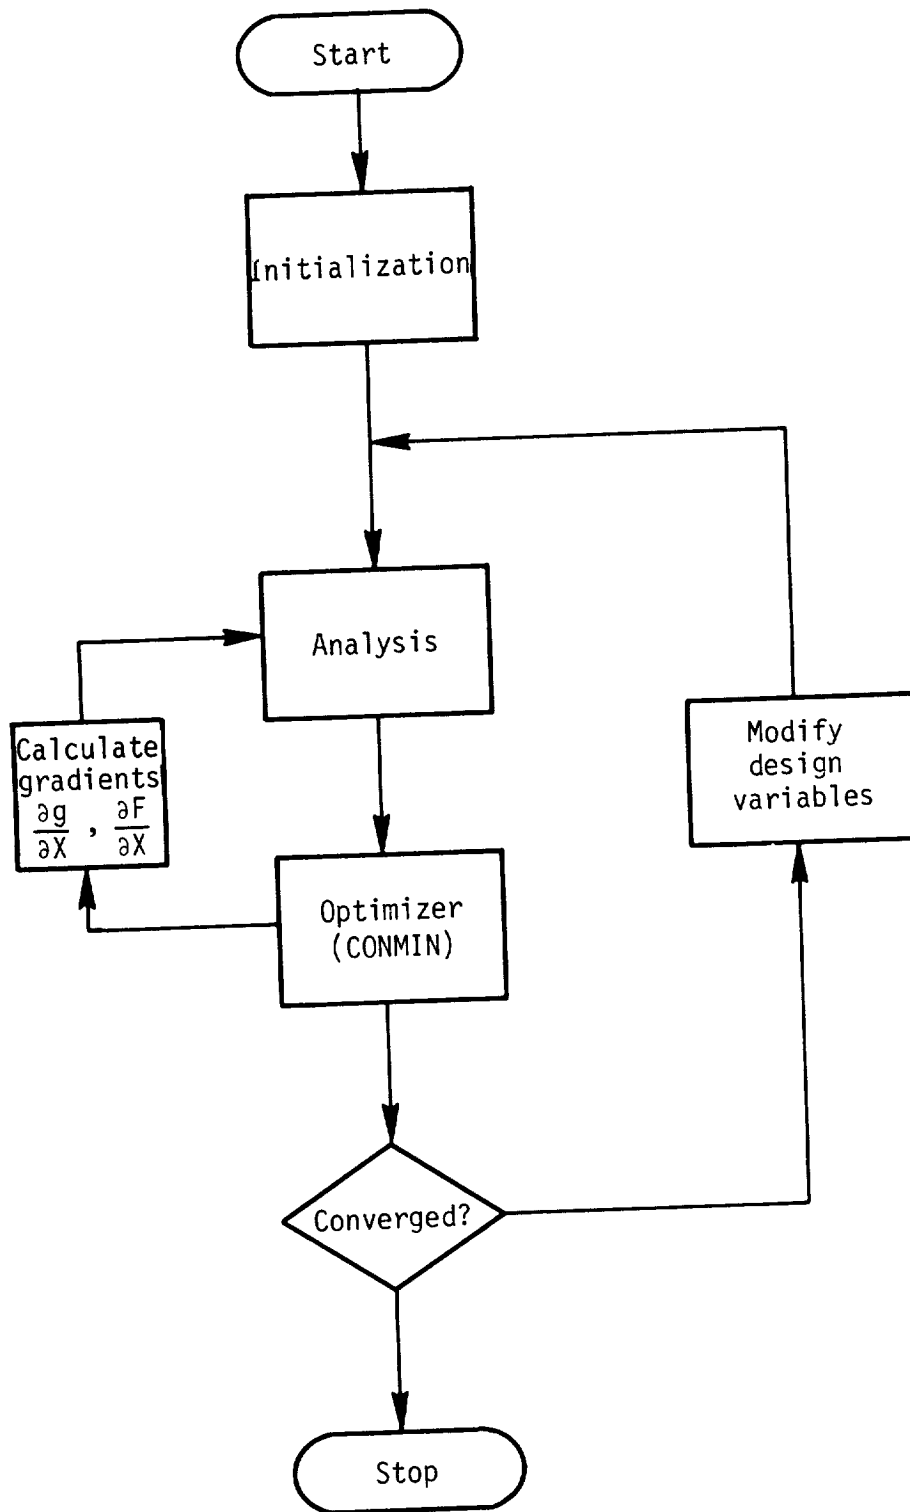 Start
Initialization
Analysis
Calculate
gradients
∂g/∂X , ∂F/∂X
Modify
design
variables
Optimizer
(CONMIN)
Converged?
Stop